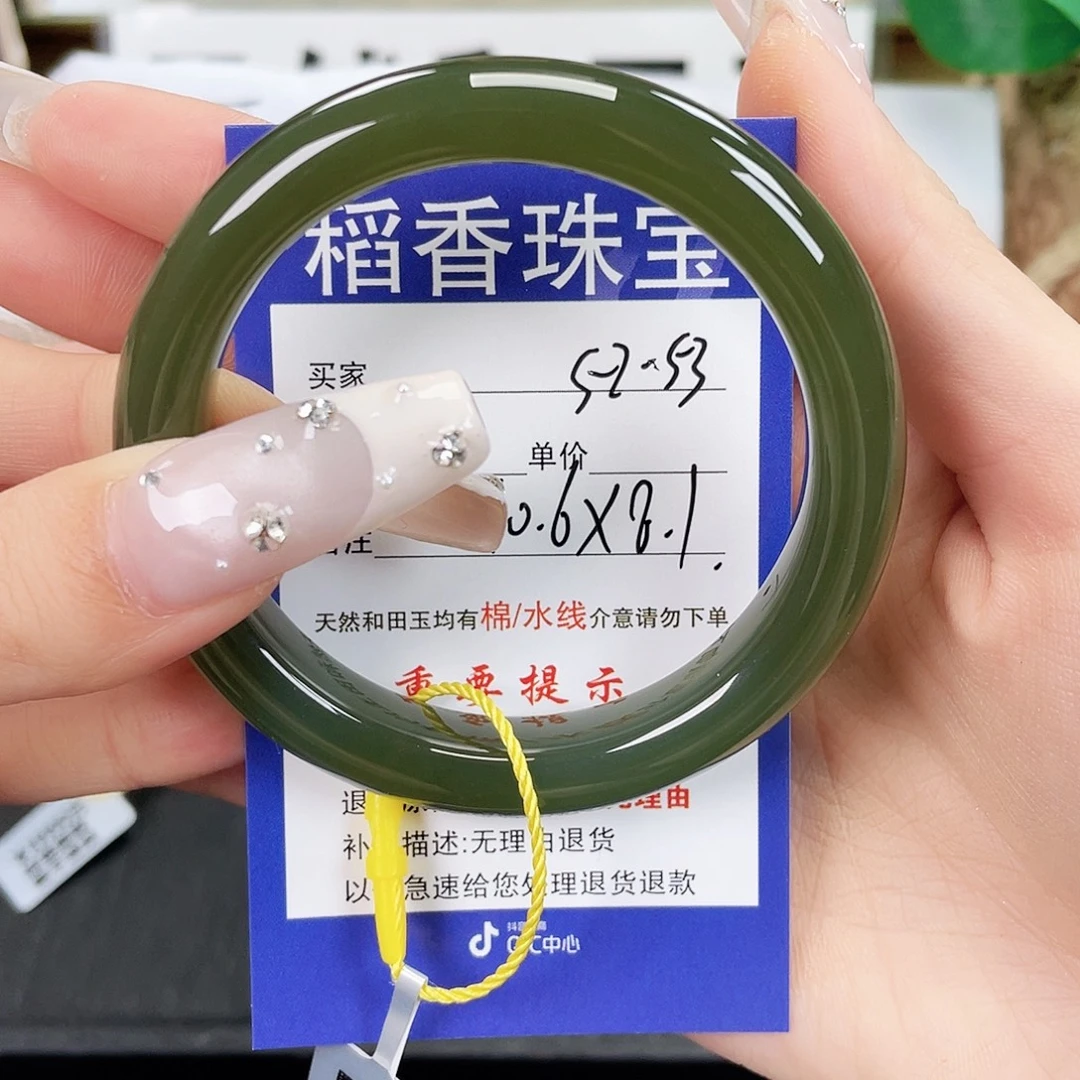 稻香珠宝
买家 52-53
单价
0.6X8.1
天然和田玉均有棉/水线介意请勿下单
重要提示
退 理由
补 描述:无理由退货
以 急速给您处理退货退款
中心